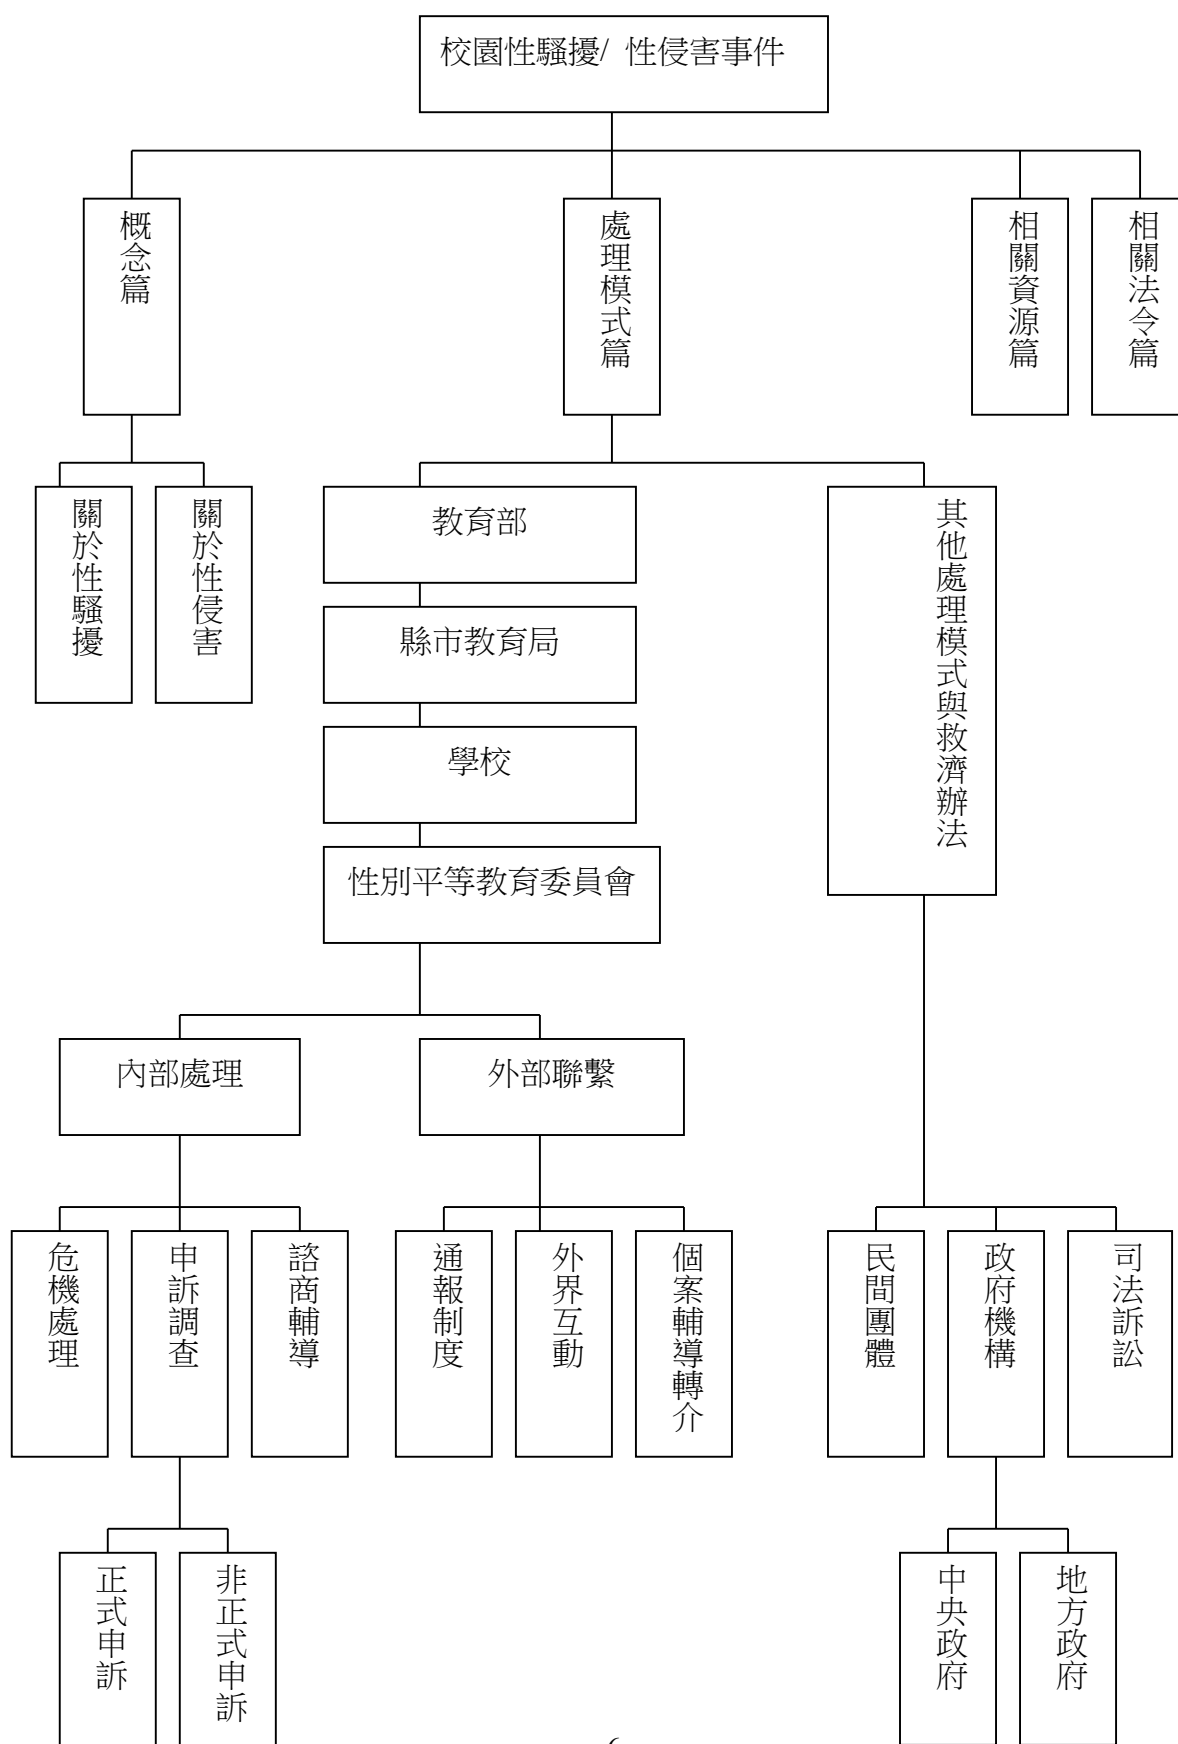 校園性騷擾/ 性侵害事件
概念篇
處理模式篇
相關資源篇
相關法令篇
關於性騷擾
關於性侵害
教育部
縣市教育局
學校
性別平等教育委員會
其他處理模式與救濟辦法
內部處理
外部聯繫
危機處理
申訴調查
諮商輔導
通報制度
外界互動
個案輔導轉介
民間團體
政府機構
司法訴訟
正式申訴
非正式申訴
中央政府
地方政府